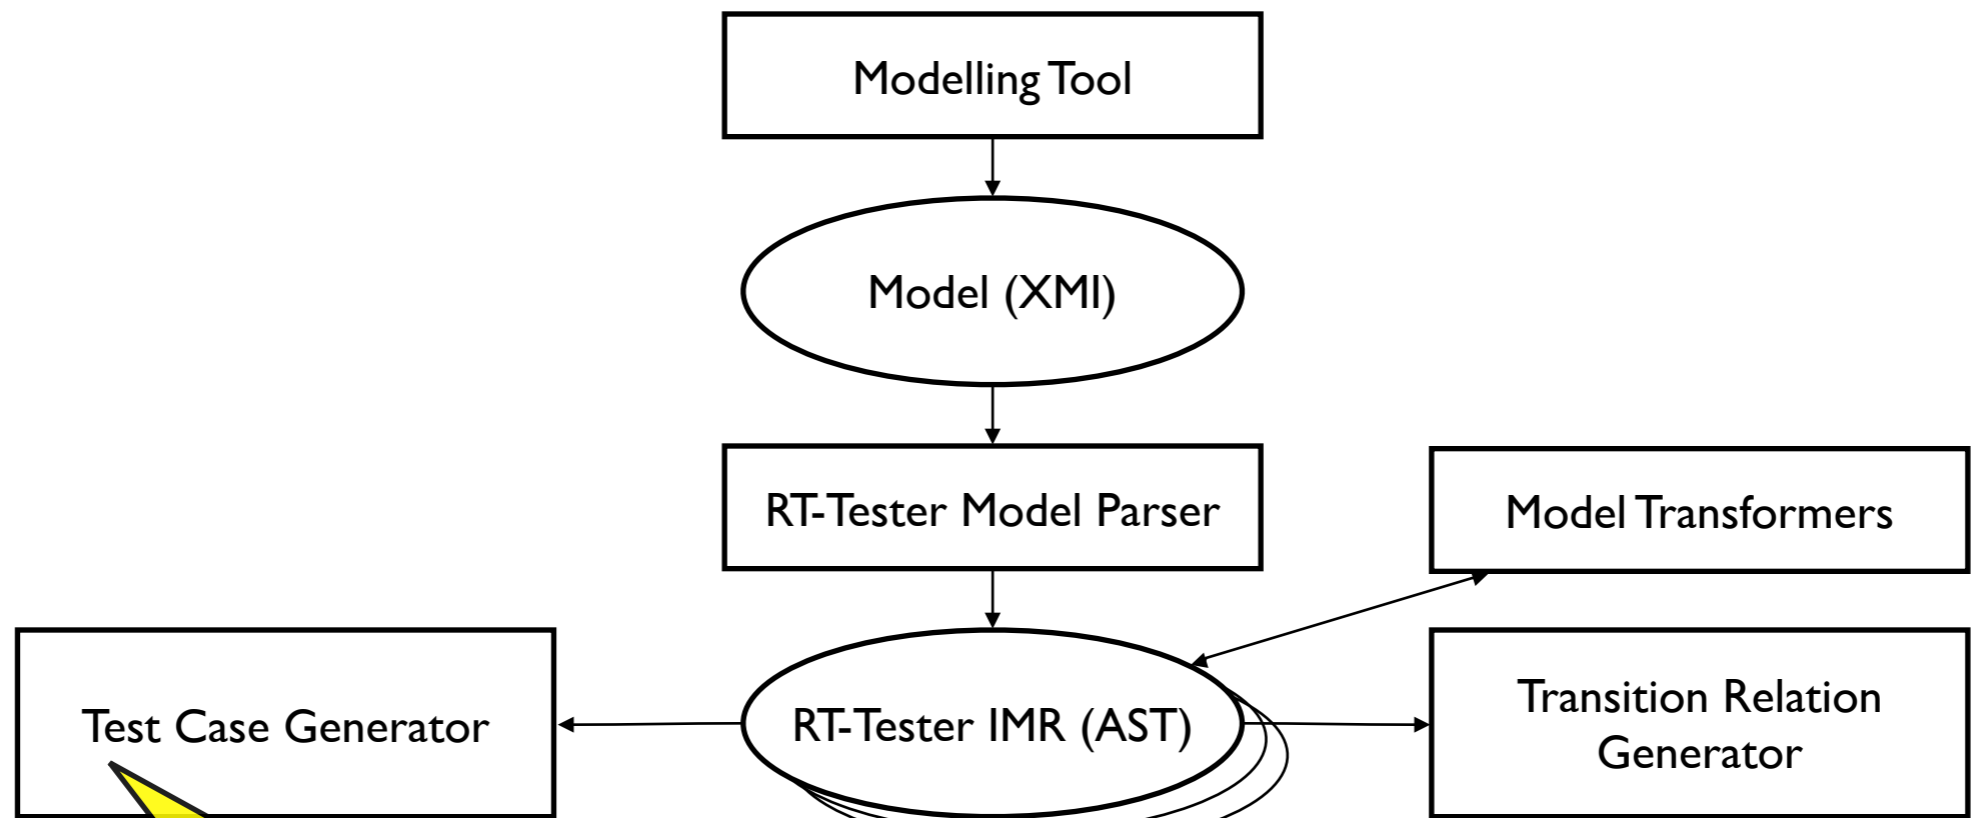 Modelling Tool
Model (XMI)
RT-Tester Model Parser
Model Transformers
Test Case Generator
RT-Tester IMR (AST)
Transition Relation
Generator